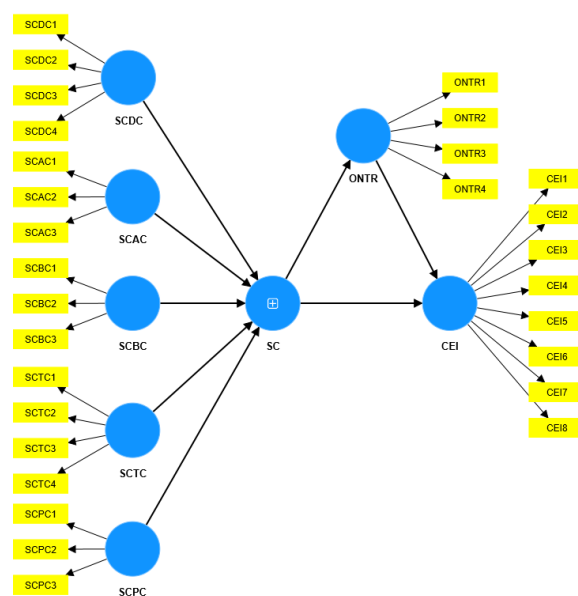 SCDC1
SCDC2
SCDC3
SCDC4
SCDC
SCAC1
SCAC2
SCAC3
SCAC
SCBC1
SCBC2
SCBC3
SCBC
SCTC1
SCTC2
SCTC3
SCTC4
SCTC
SCPC1
SCPC2
SCPC3
SCPC
SC
ONTR
ONTR1
ONTR2
ONTR3
ONTR4
CEI
CEI1
CEI2
CEI3
CEI4
CEI5
CEI6
CEI7
CEI8